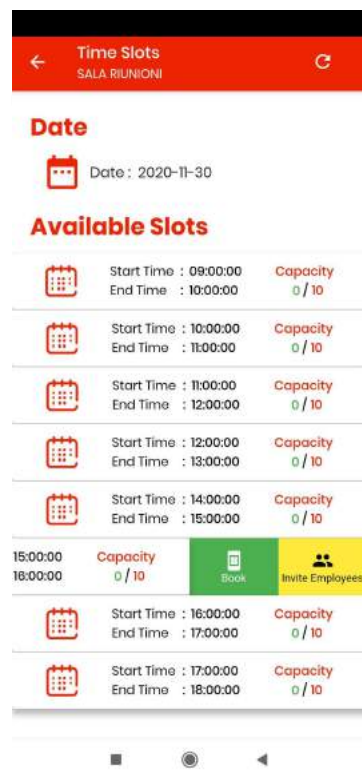 Time Slots
SALA RIUNIONI
Date
Date : 2020-11-30
Available Slots
Start Time : 09:00:00 Capacity
End Time : 10:00:00 0/10
Start Time : 10:00:00 Capacity
End Time : 11:00:00 0/10
Start Time : 11:00:00 Capacity
End Time : 12:00:00 0/10
Start Time : 12:00:00 Capacity
End Time : 13:00:00 0/10
Start Time : 14:00:00 Capacity
End Time : 15:00:00 0/10
15:00:00 Capacity
16:00:00 0/10 Book Invite Employees
Start Time : 16:00:00 Capacity
End Time : 17:00:00 0/10
Start Time : 17:00:00 Capacity
End Time : 18:00:00 0/10